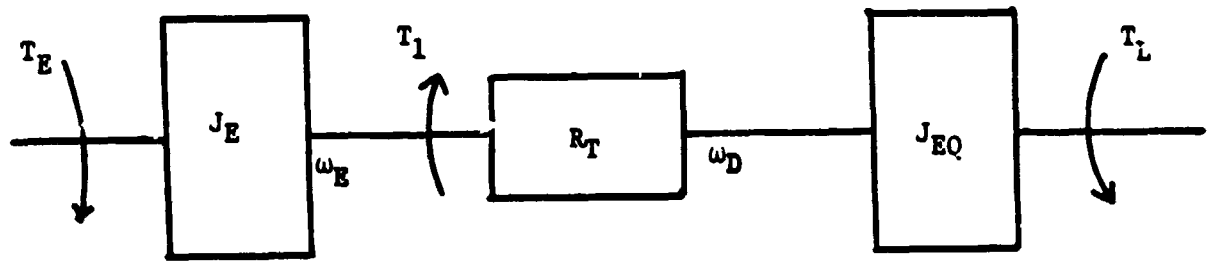 T_E
J_E
ω_E
T_1
R_T
ω_D
J_EQ
T_L